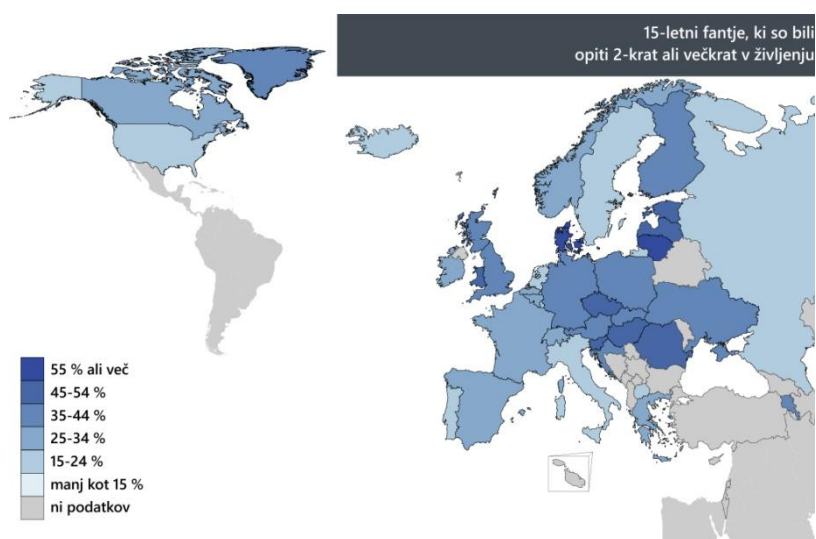 15-letni fantje, ki so bili
opiti 2-krat ali večkrat v življenju
55 % ali več
45-54 %
35-44 %
25-34 %
15-24 %
manj kot 15 %
ni podatkov